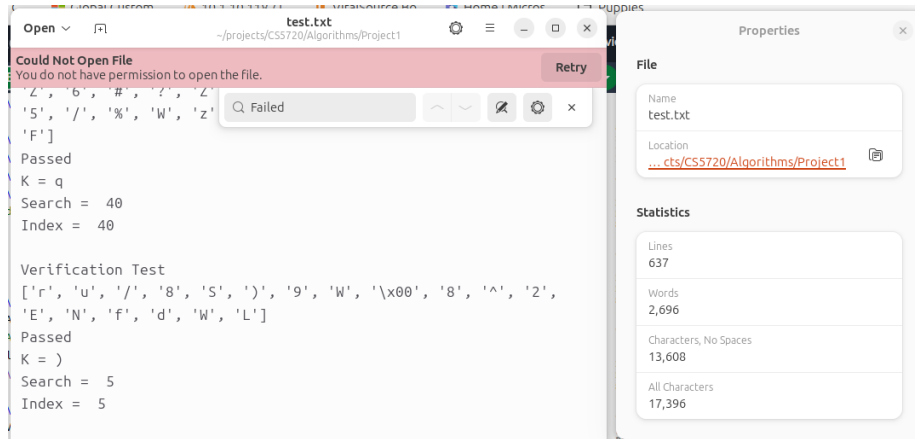 Open
test.txt
~/projects/CS5720/Algorithms/Project1
Could Not Open File
You do not have permission to open the file.
Retry
Failed
'5', '/', '%', 'W', 'z'
'F']
Passed
K = q
Search =  40
Index =  40
Verification Test
['r', 'u', '/', '8', 'S', ')', '9', 'W', '\x00', '8', '^', '2',
'E', 'N', 'f', 'd', 'W', 'L']
Passed
K = )
Search =  5
Index =  5
Properties
File
Name
test.txt
Location
... cts/CS5720/Algorithms/Project1
Statistics
Lines
637
Words
2,696
Characters, No Spaces
13,608
All Characters
17,396